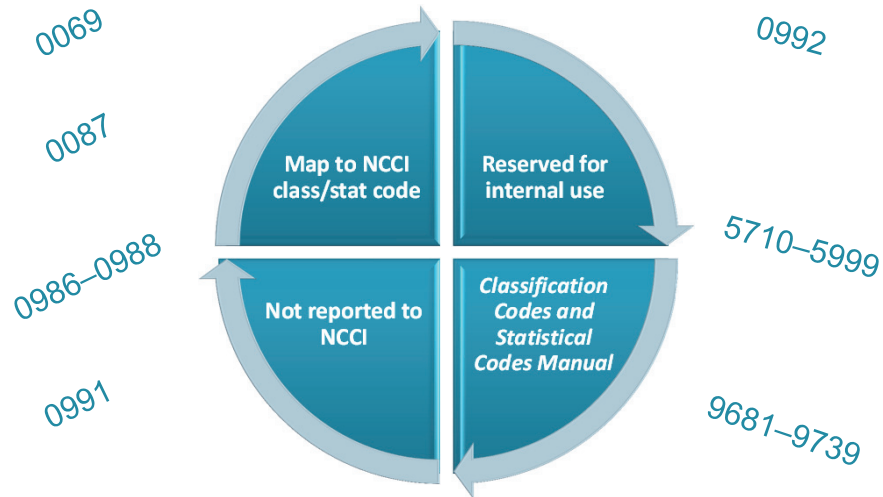 0069
0992
0087
Map to NCCI
class/stat code
Reserved for
internal use
0986–0988
5710–5999
Not reported to
NCCI
Classification
Codes and
Statistical
Codes Manual
0991
9681–9739